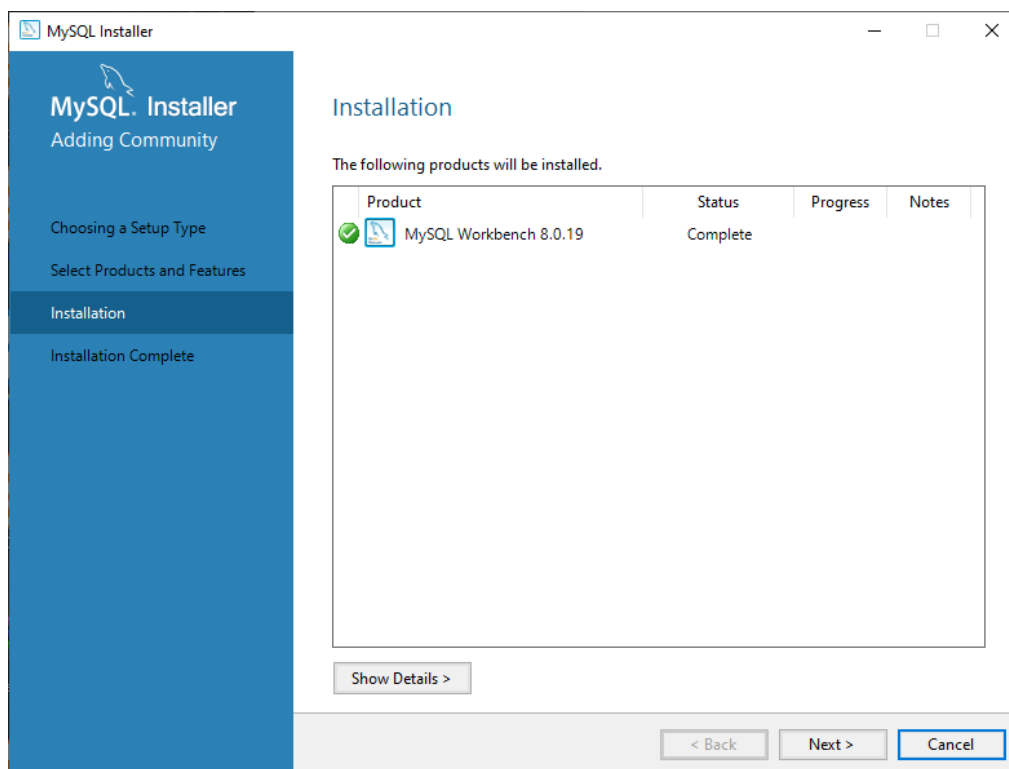 MySQL Installer
MySQL. Installer
Adding Community
Choosing a Setup Type
Select Products and Features
Installation
Installation Complete
Installation
The following products will be installed.
Product Status Progress Notes
MySQL Workbench 8.0.19 Complete
Show Details >
< Back Next > Cancel